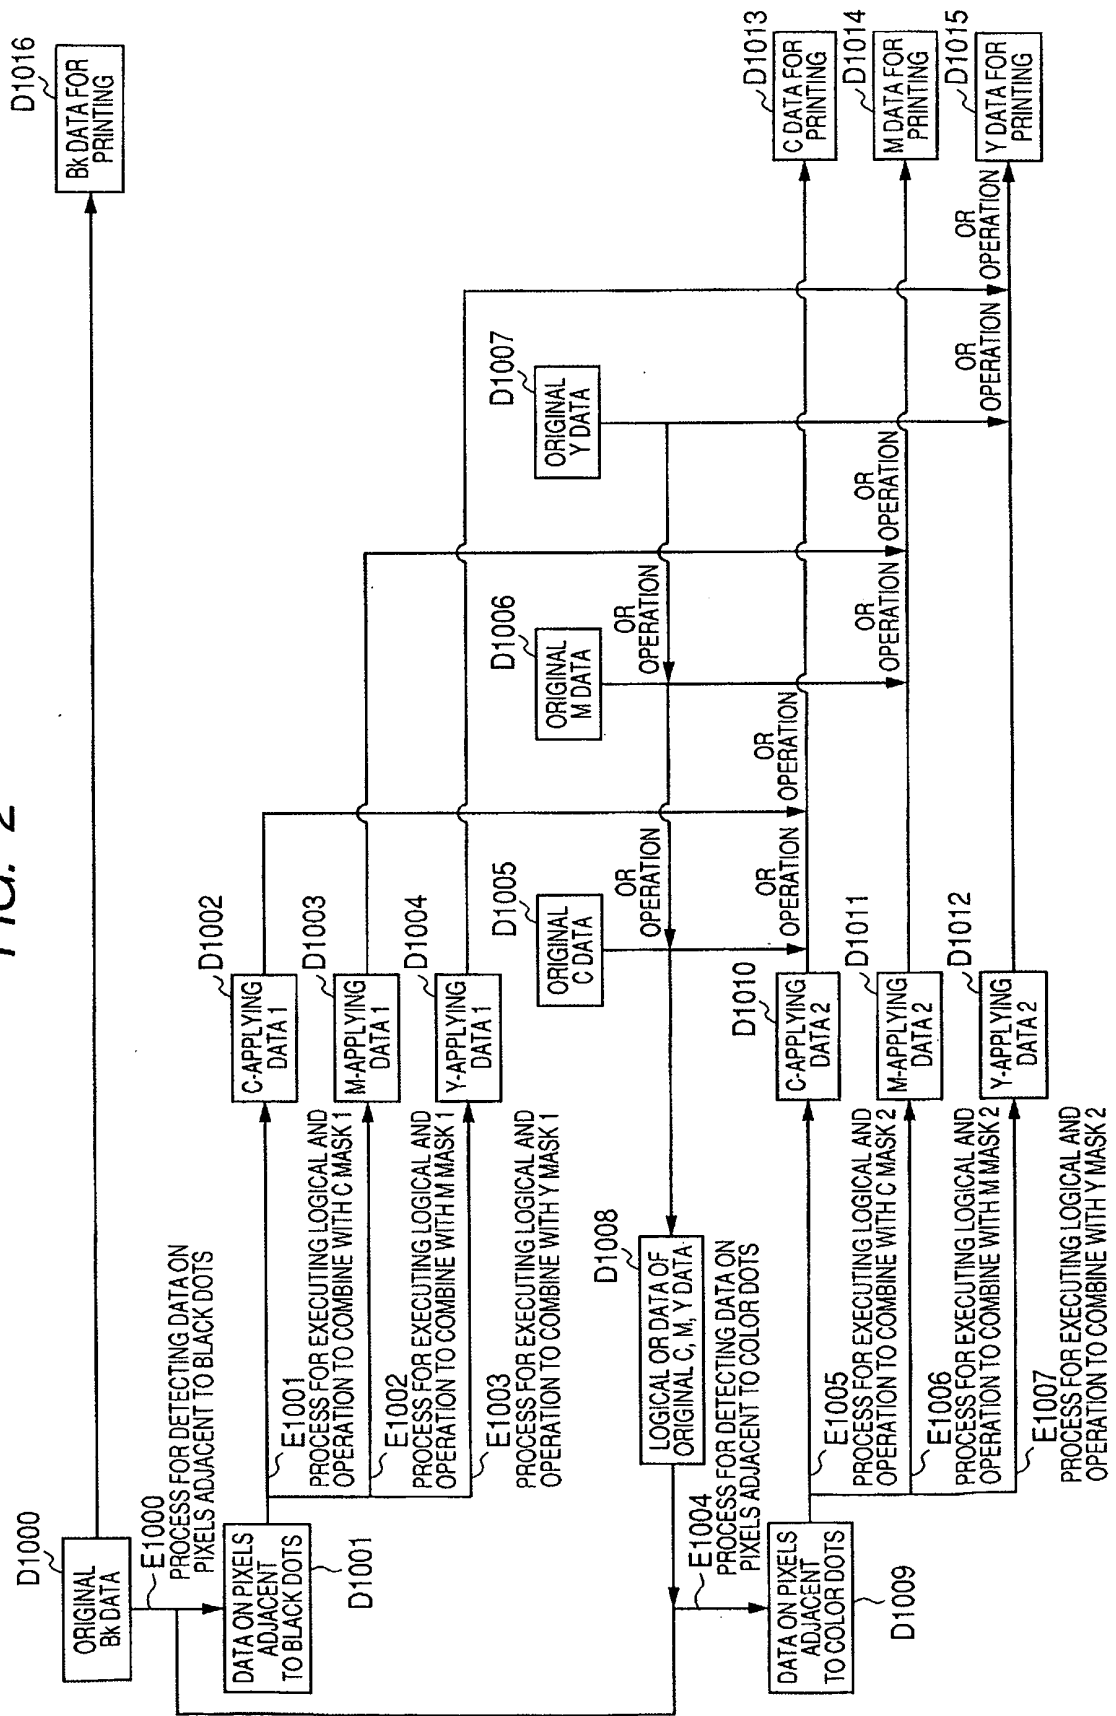 FIG. 2
D1000
ORIGINAL
Bk DATA
D1016
Bk DATA FOR
PRINTING
E1000
PROCESS FOR DETECTING DATA ON
PIXELS ADJACENT TO BLACK DOTS
DATA ON PIXELS
ADJACENT
TO BLACK DOTS
D1001
E1001
PROCESS FOR EXECUTING LOGICAL AND
OPERATION TO COMBINE WITH C MASK 1
E1002
PROCESS FOR EXECUTING LOGICAL AND
OPERATION TO COMBINE WITH M MASK 1
E1003
PROCESS FOR EXECUTING LOGICAL AND
OPERATION TO COMBINE WITH Y MASK 1
D1002
C-APPLYING
DATA 1
D1003
M-APPLYING
DATA 1
D1004
Y-APPLYING
DATA 1
D1005
ORIGINAL
C DATA
D1006
ORIGINAL
M DATA
D1007
ORIGINAL
Y DATA
OR
OPERATION
OR
OPERATION
D1008
LOGICAL OR DATA OF
ORIGINAL C, M, Y DATA
E1004
PROCESS FOR DETECTING DATA ON
PIXELS ADJACENT TO COLOR DOTS
DATA ON PIXELS
ADJACENT
TO COLOR DOTS
D1009
E1005
PROCESS FOR EXECUTING LOGICAL AND
OPERATION TO COMBINE WITH C MASK 2
E1006
PROCESS FOR EXECUTING LOGICAL AND
OPERATION TO COMBINE WITH M MASK 2
E1007
PROCESS FOR EXECUTING LOGICAL AND
OPERATION TO COMBINE WITH Y MASK 2
D1010
C-APPLYING
DATA 2
D1011
M-APPLYING
DATA 2
D1012
Y-APPLYING
DATA 2
OR
OPERATION
OR
OPERATION
OR
OPERATION
OR
OPERATION
OR
OPERATION
OR
OPERATION
D1013
C DATA FOR
PRINTING
D1014
M DATA FOR
PRINTING
D1015
Y DATA FOR
PRINTING